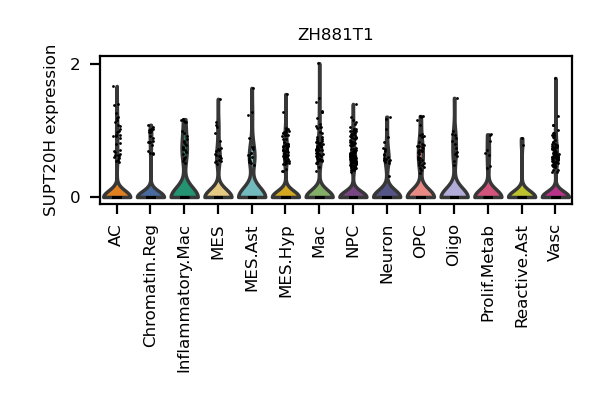 ZH881T1
SUPT20H expression
2
0
AC
Chromatin.Reg
Inflammatory.Mac
MES
MES.Ast
MES.Hyp
Mac
NPC
Neuron
OPC
Oligo
Prolif.Metab
Reactive.Ast
Vasc